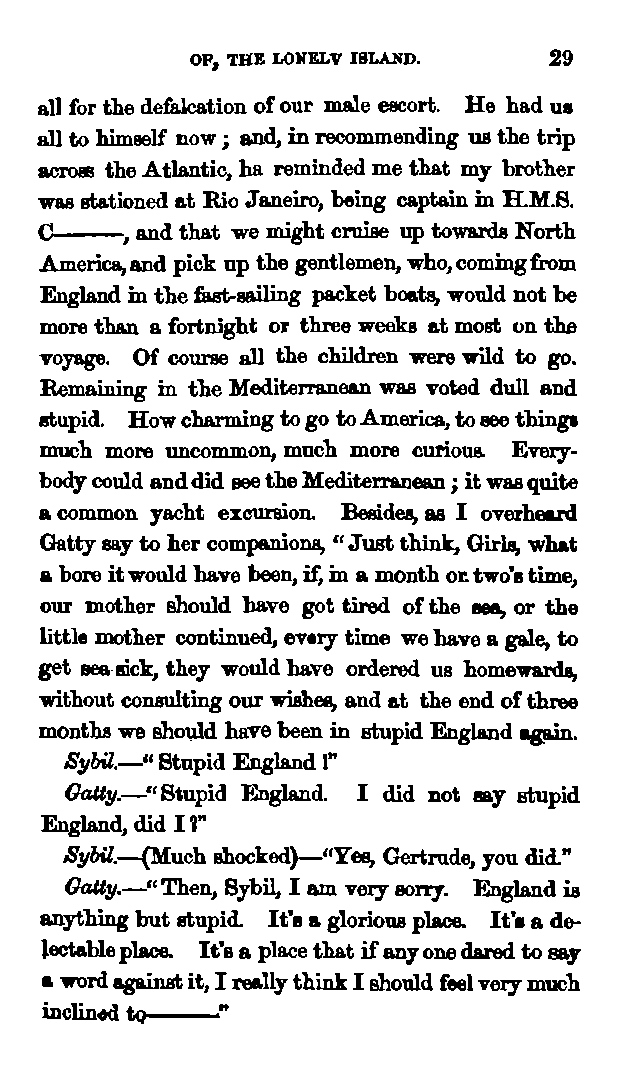 OR, THE LONELY ISLAND. 29
all for the defalcation of our male escort. He had us
all to himself now; and, in recommending us the trip
across the Atlantic, ha reminded me that my brother
was stationed at Rio Janeiro, being captain in H.M.S.
C———, and that we might cruise up towards North
America, and pick up the gentlemen, who, coming from
England in the fast-sailing packet boats, would not be
more than a fortnight or three weeks at most on the
voyage. Of course all the children were wild to go.
Remaining in the Mediterranean was voted dull and
stupid. How charming to go to America, to see things
much more uncommon, much more curious. Every-
body could and did see the Mediterranean; it was quite
a common yacht excursion. Besides, as I overheard
Gatty say to her companions, “Just think, Girls, what
a bore it would have been, if, in a month or two's time,
our mother should have got tired of the sea, or the
little mother continued, every time we have a gale, to
get sea-sick, they would have ordered us homewards,
without consulting our wishes, and at the end of three
months we should have been in stupid England again.
Sybil.—“Stupid England!”
Gatty.—“Stupid England. I did not say stupid
England, did I?”
Sybil.—(Much shocked)—“Yes, Gertrude, you did.”
Gatty.—“Then, Sybil, I am very sorry. England is
anything but stupid. It's a glorious place. It's a de-
lectable place. It's a place that if any one dared to say
a word against it, I really think I should feel very much
inclined to———.”